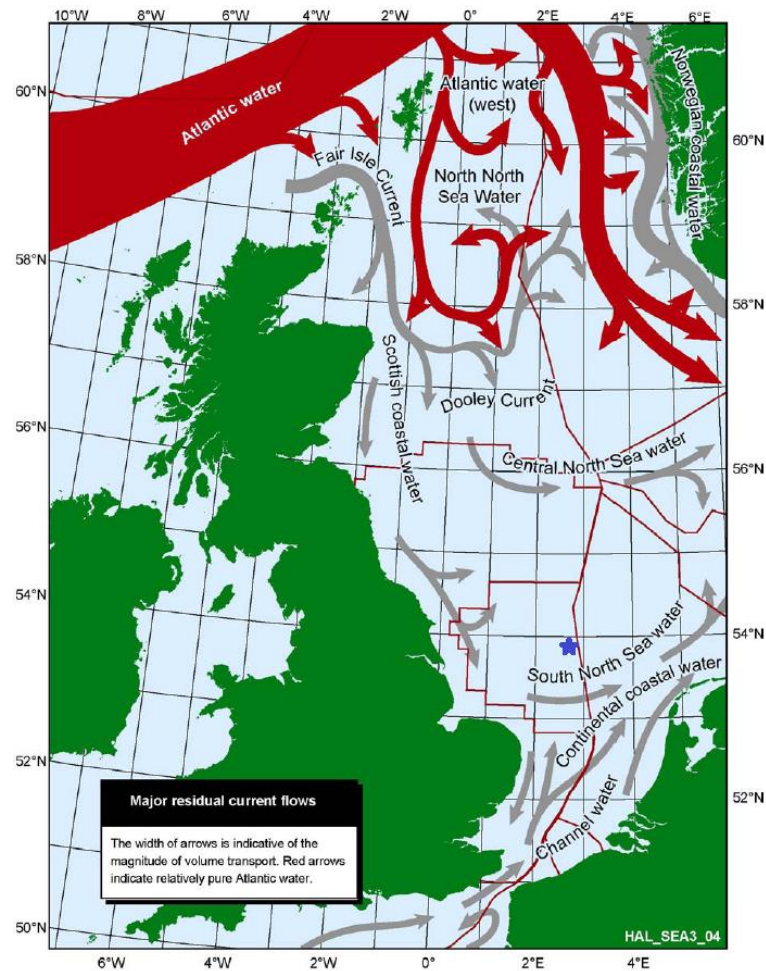 10°W 8°W 6°W 4°W 2°W 0° 2°E 4°E 6°E
60°N
Atlantic water
Atlantic water
(west)
Norwegian coastal water
60°N
Fair Isle Current
North North
Sea Water
58°N
58°N
Scottish coastal water
Dooley Current
56°N
Central North Sea water
56°N
54°N
54°N
South North Sea water
Continental coastal water
52°N
52°N
Channel water
Major residual current flows
The width of arrows is indicative of the
magnitude of volume transport. Red arrows
indicate relatively pure Atlantic water.
50°N
HAL_SEA3_04
6°W 4°W 2°W 0° 2°E 4°E